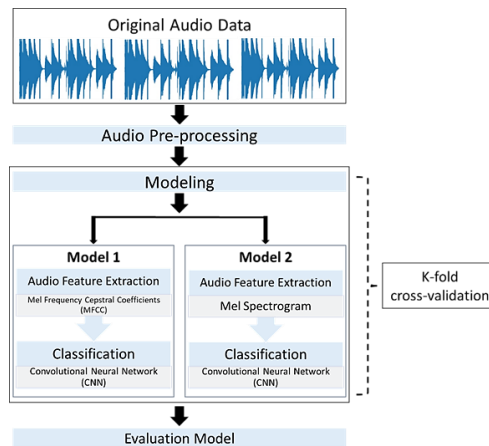 Original Audio Data
Audio Pre-processing
Modeling
Model 1
Audio Feature Extraction
Mel Frequency Cepstral Coefficients
(MFCC)
Classification
Convolutional Neural Network
(CNN)
Model 2
Audio Feature Extraction
Mel Spectrogram
Classification
Convolutional Neural Network
(CNN)
K-fold
cross-validation
Evaluation Model